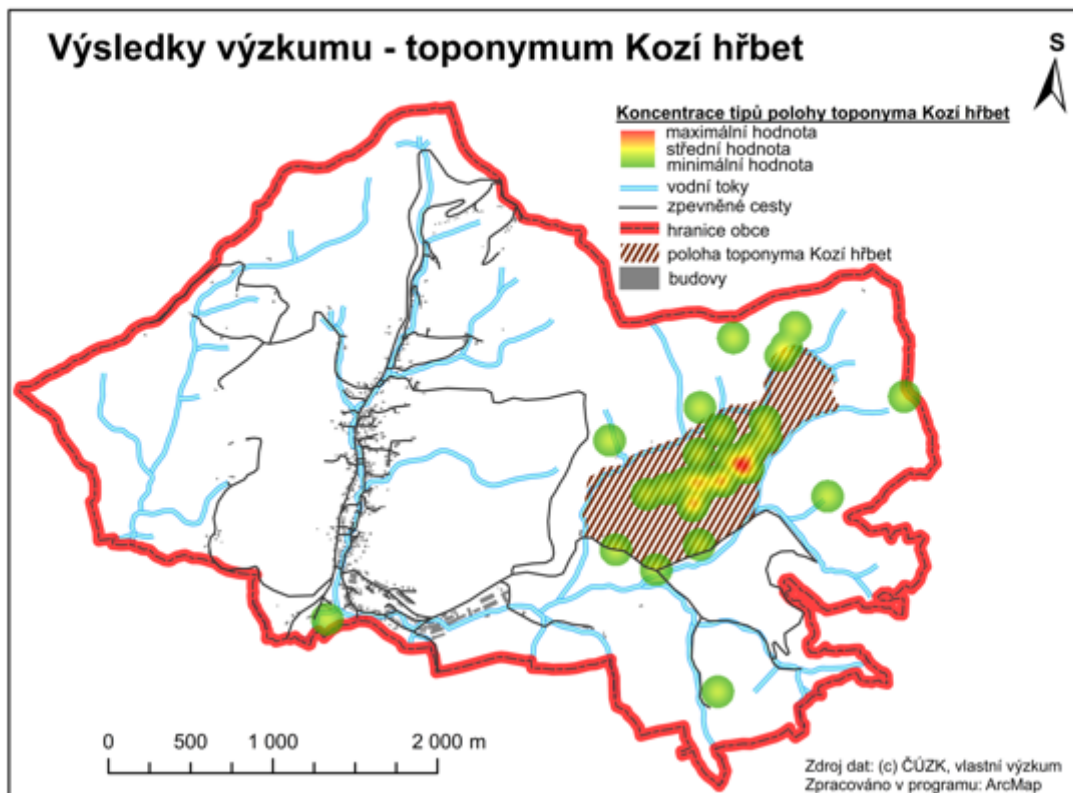 Výsledky výzkumu - toponymum Kozí hřbet
S
Koncentrace tipů polohy toponyma Kozí hřbet
maximální hodnota
střední hodnota
minimální hodnota
vodní toky
zpevněné cesty
hranice obce
poloha toponyma Kozí hřbet
budovy
0 500 1 000 2 000 m
Zdroj dat: (c) ČÚZK, vlastní výzkum
Zpracováno v programu: ArcMap